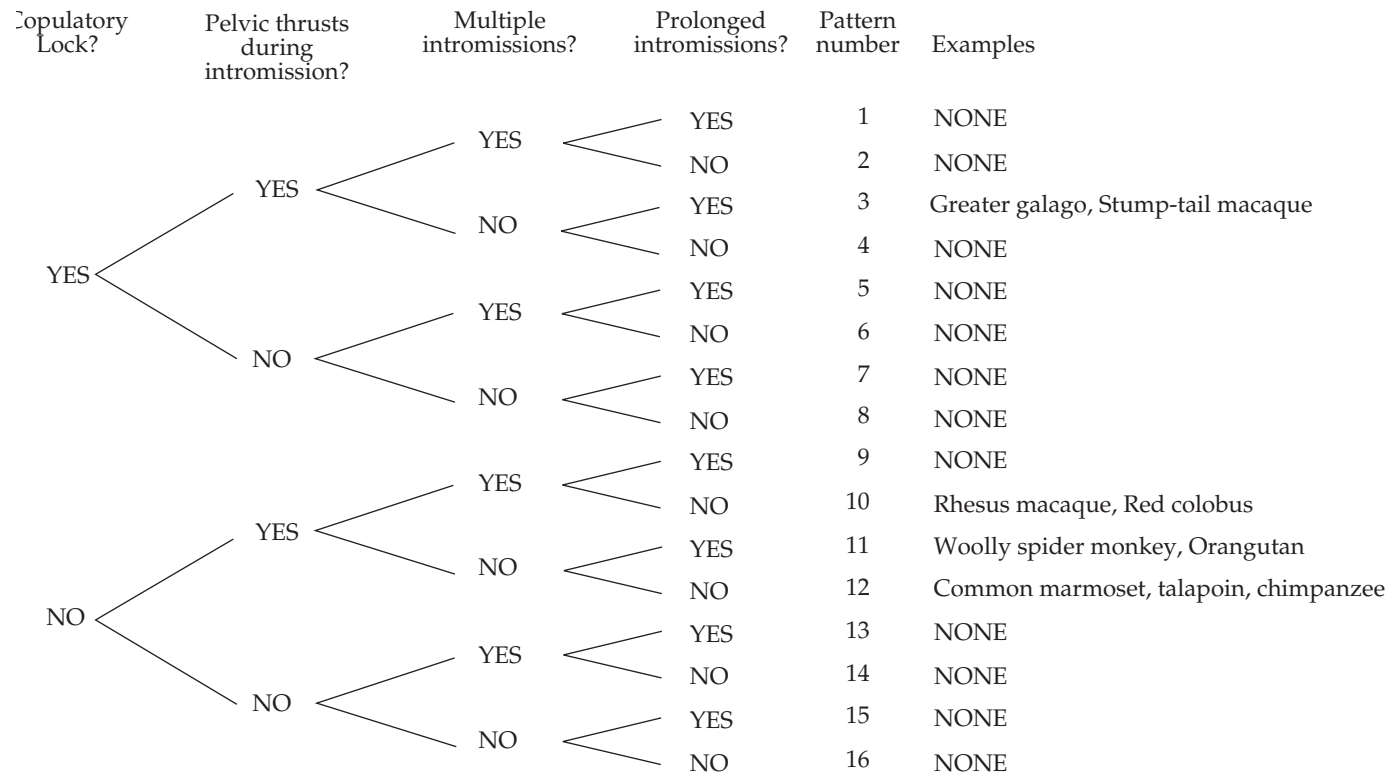 Copulatory
Lock?
Pelvic thrusts
during
intromission?
Multiple
intromissions?
Prolonged
intromissions?
Pattern
number
Examples
YES 1 NONE
YES
NO 2 NONE
YES
YES 3 Greater galago, Stump-tail macaque
NO
NO 4 NONE
YES
YES 5 NONE
YES
NO 6 NONE
NO
YES 7 NONE
NO
NO 8 NONE
YES 9 NONE
YES
NO 10 Rhesus macaque, Red colobus
YES
YES 11 Woolly spider monkey, Orangutan
NO
NO 12 Common marmoset, talapoin, chimpanzee
NO
YES 13 NONE
YES
NO 14 NONE
NO
YES 15 NONE
NO
NO 16 NONE